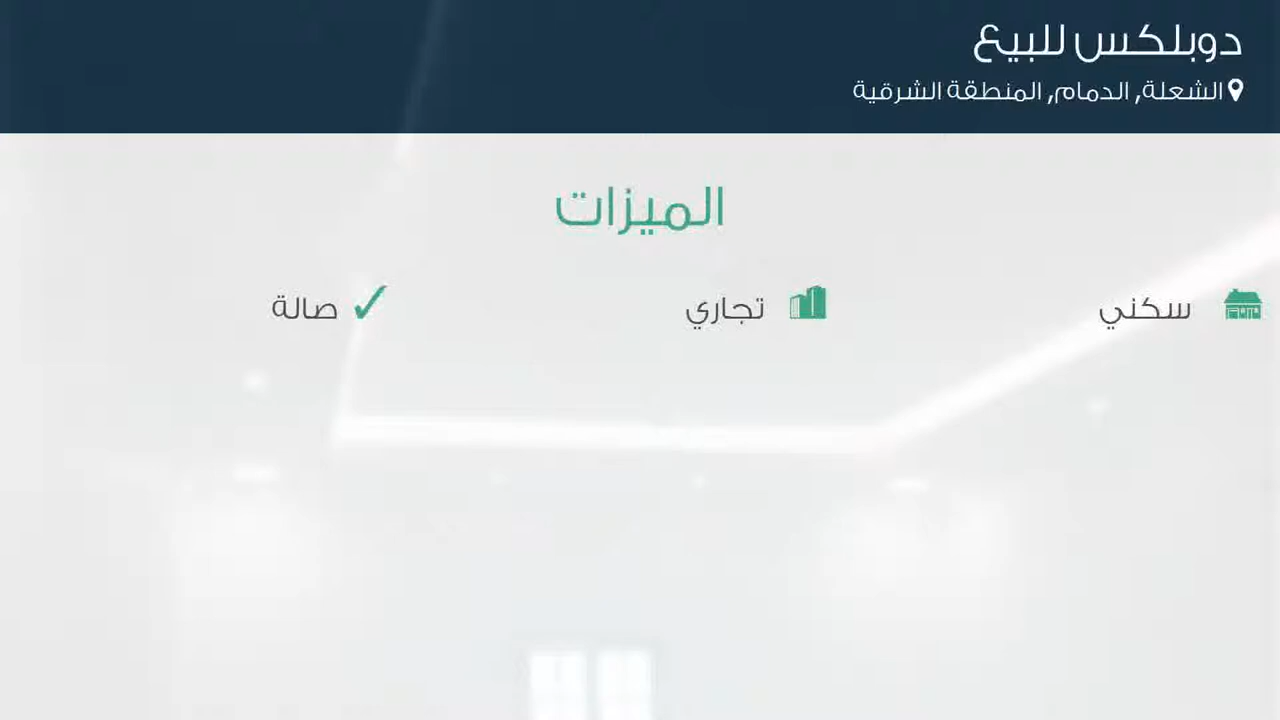 دوبلكس للبيع
الشعلة, الدمام, المنطقة الشرقية
الميزات
سكني
تجاري
صالة